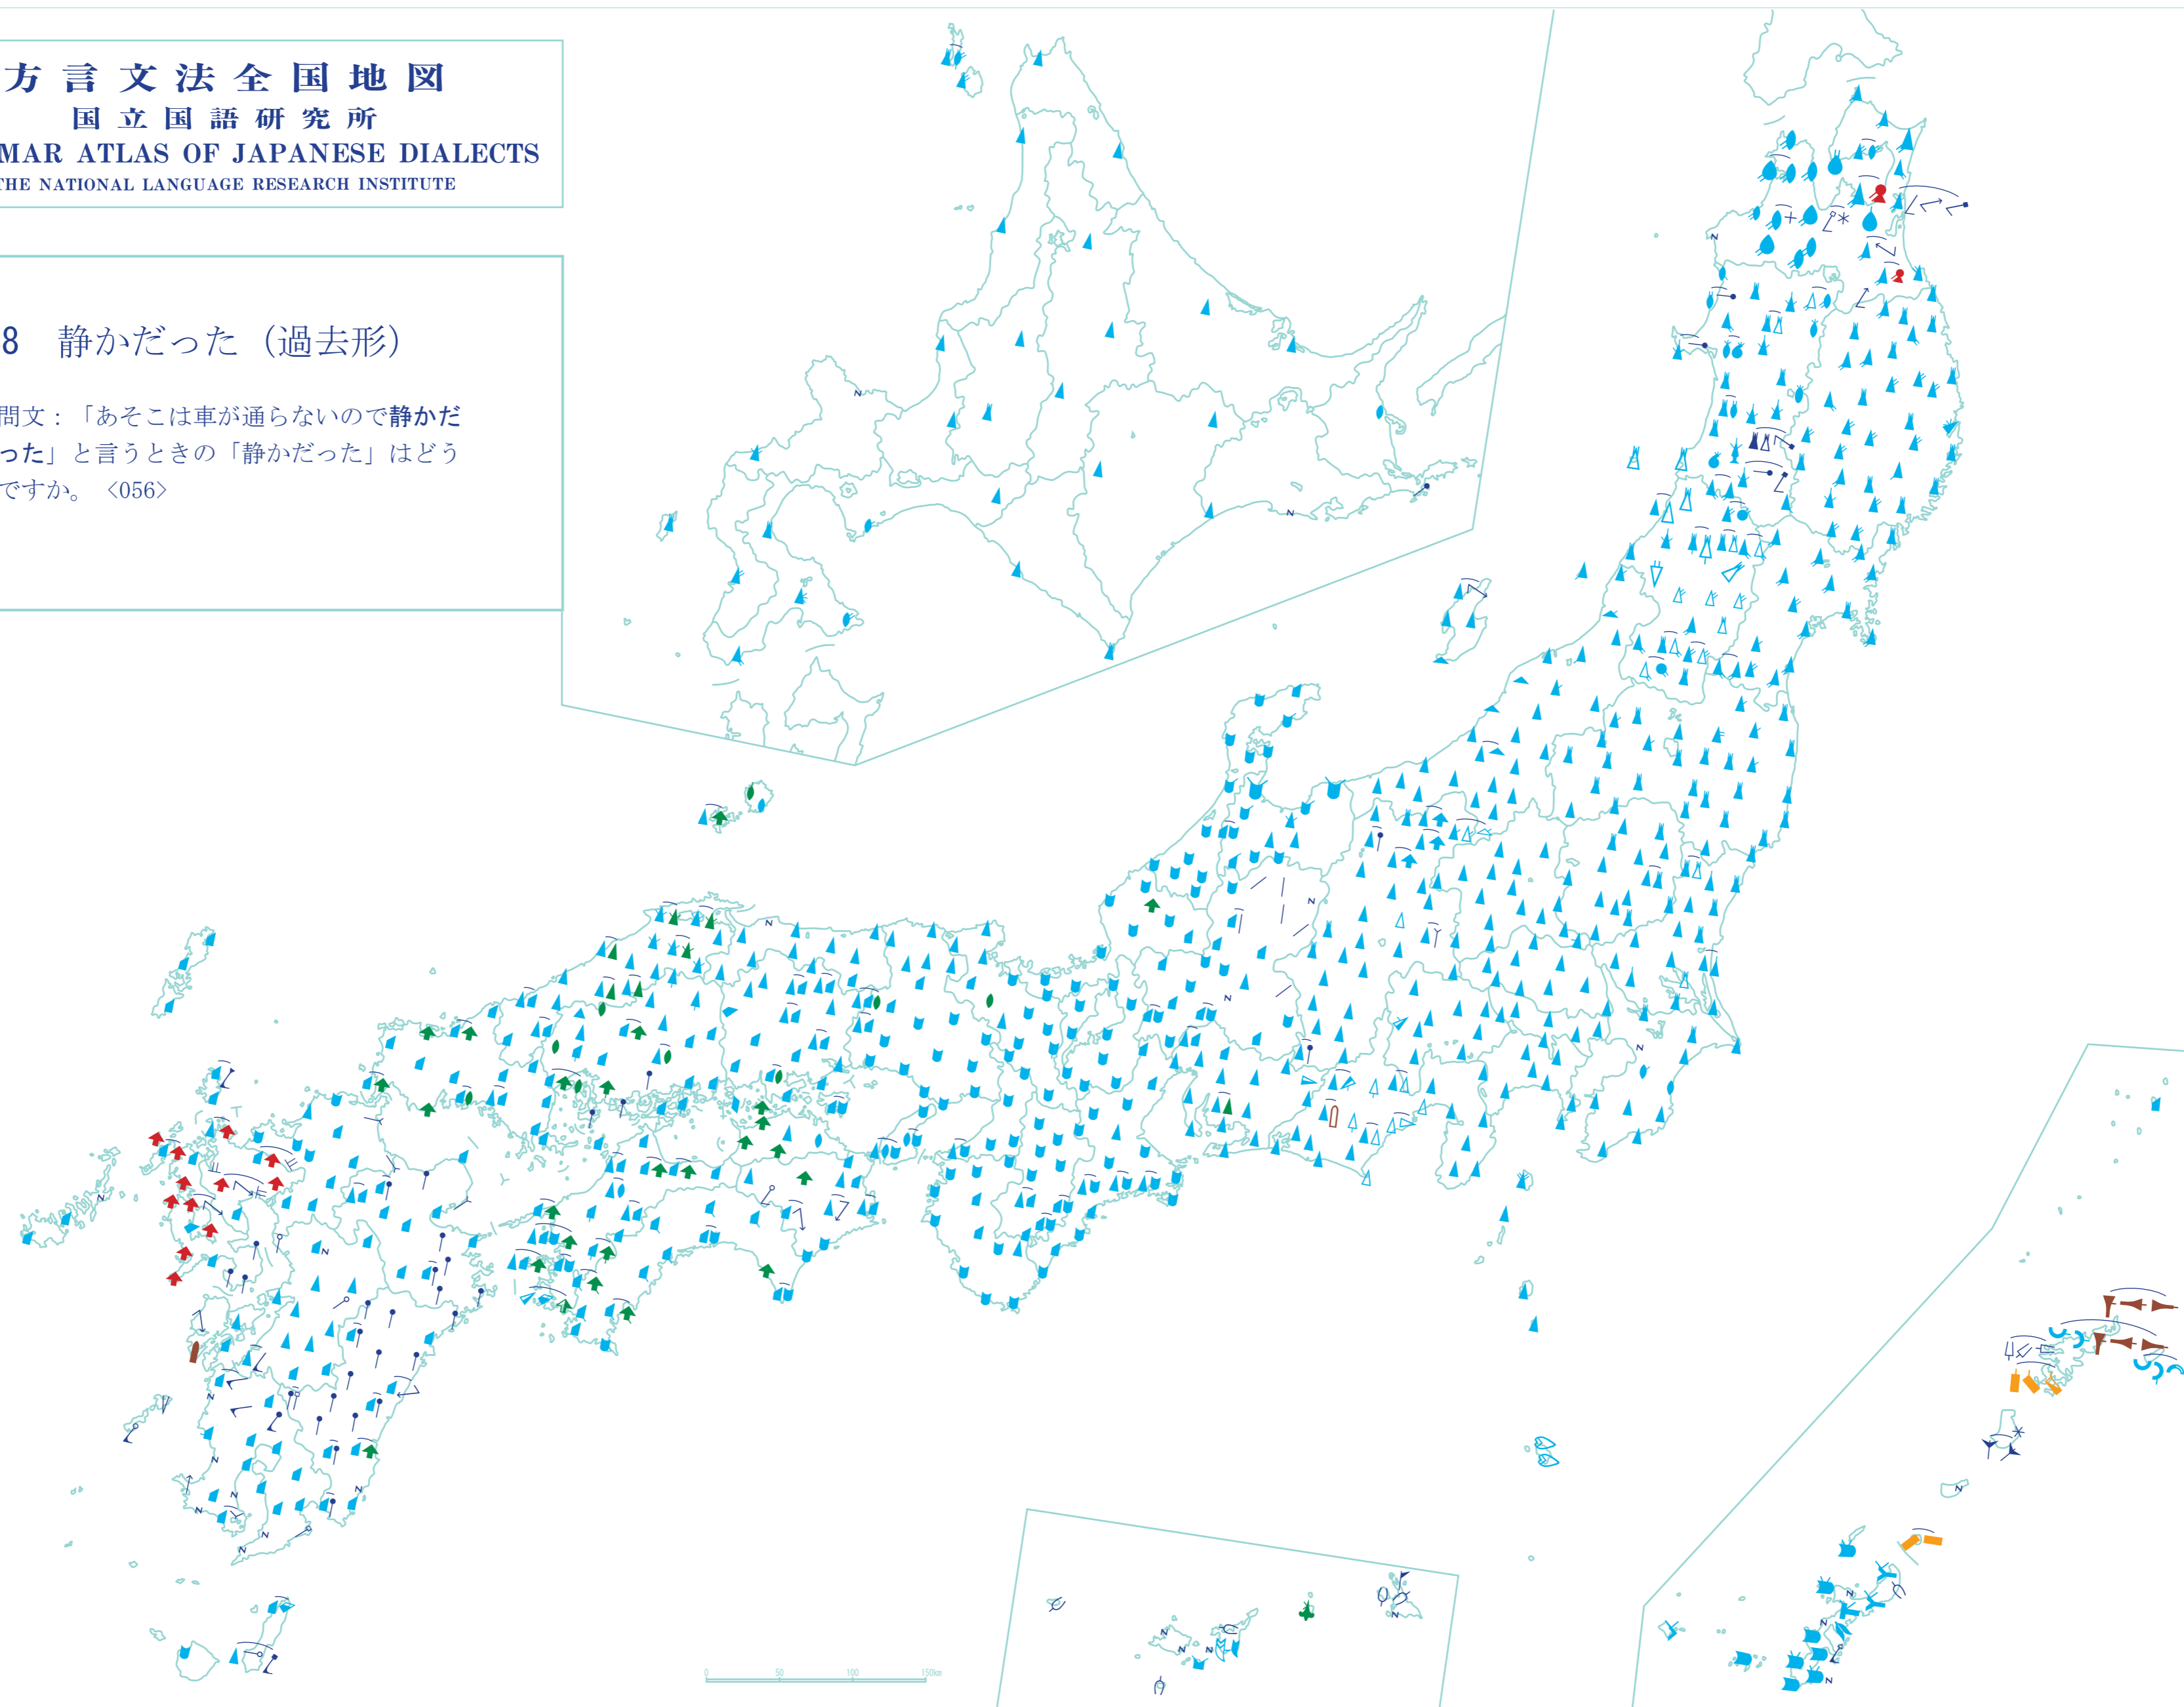 方言文法全国地図
国立国語研究所
MAR ATLAS OF JAPANESE DIALECTS
THE NATIONAL LANGUAGE RESEARCH INSTITUTE
8 静かだった（過去形）
問文：「あそこは車が通らないので静かだ
った」と言うときの「静かだった」はどう
ですか。〈056〉
0 50 100 150km